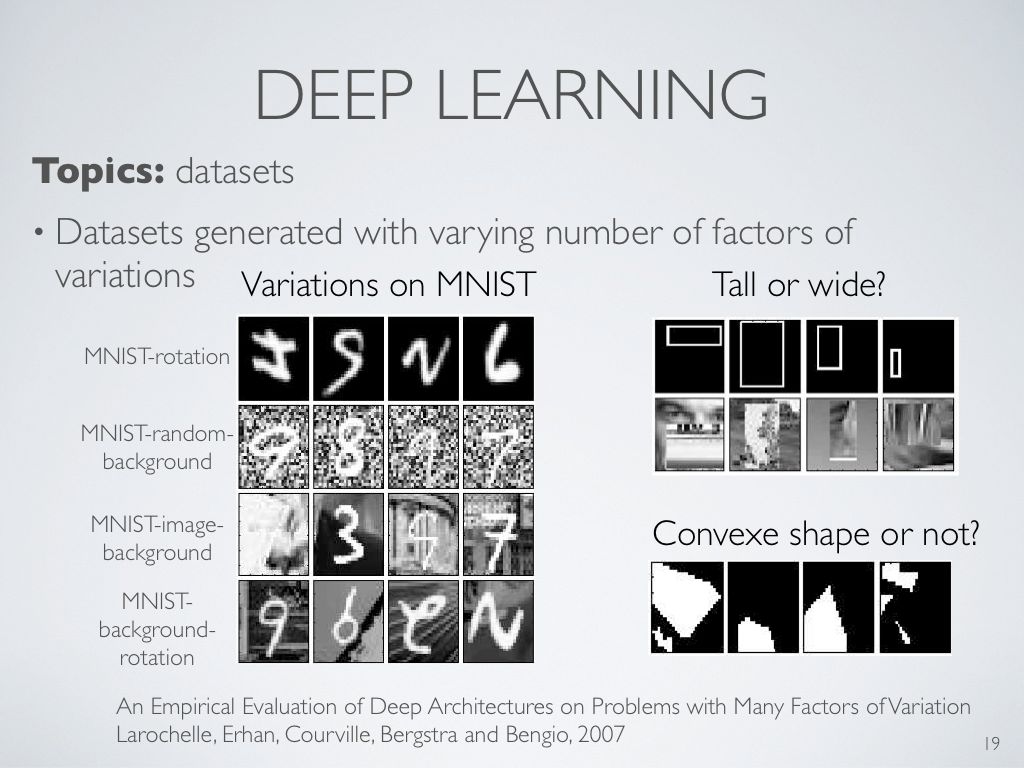 DEEP LEARNING
Topics: datasets
• Datasets generated with varying number of factors of
variations
Variations on MNIST
Tall or wide?
MNIST-rotation
MNIST-random-
background
MNIST-image-
background
MNIST-
background-
rotation
Convexe shape or not?
An Empirical Evaluation of Deep Architectures on Problems with Many Factors of Variation
Larochelle, Erhan, Courville, Bergstra and Bengio, 2007
19